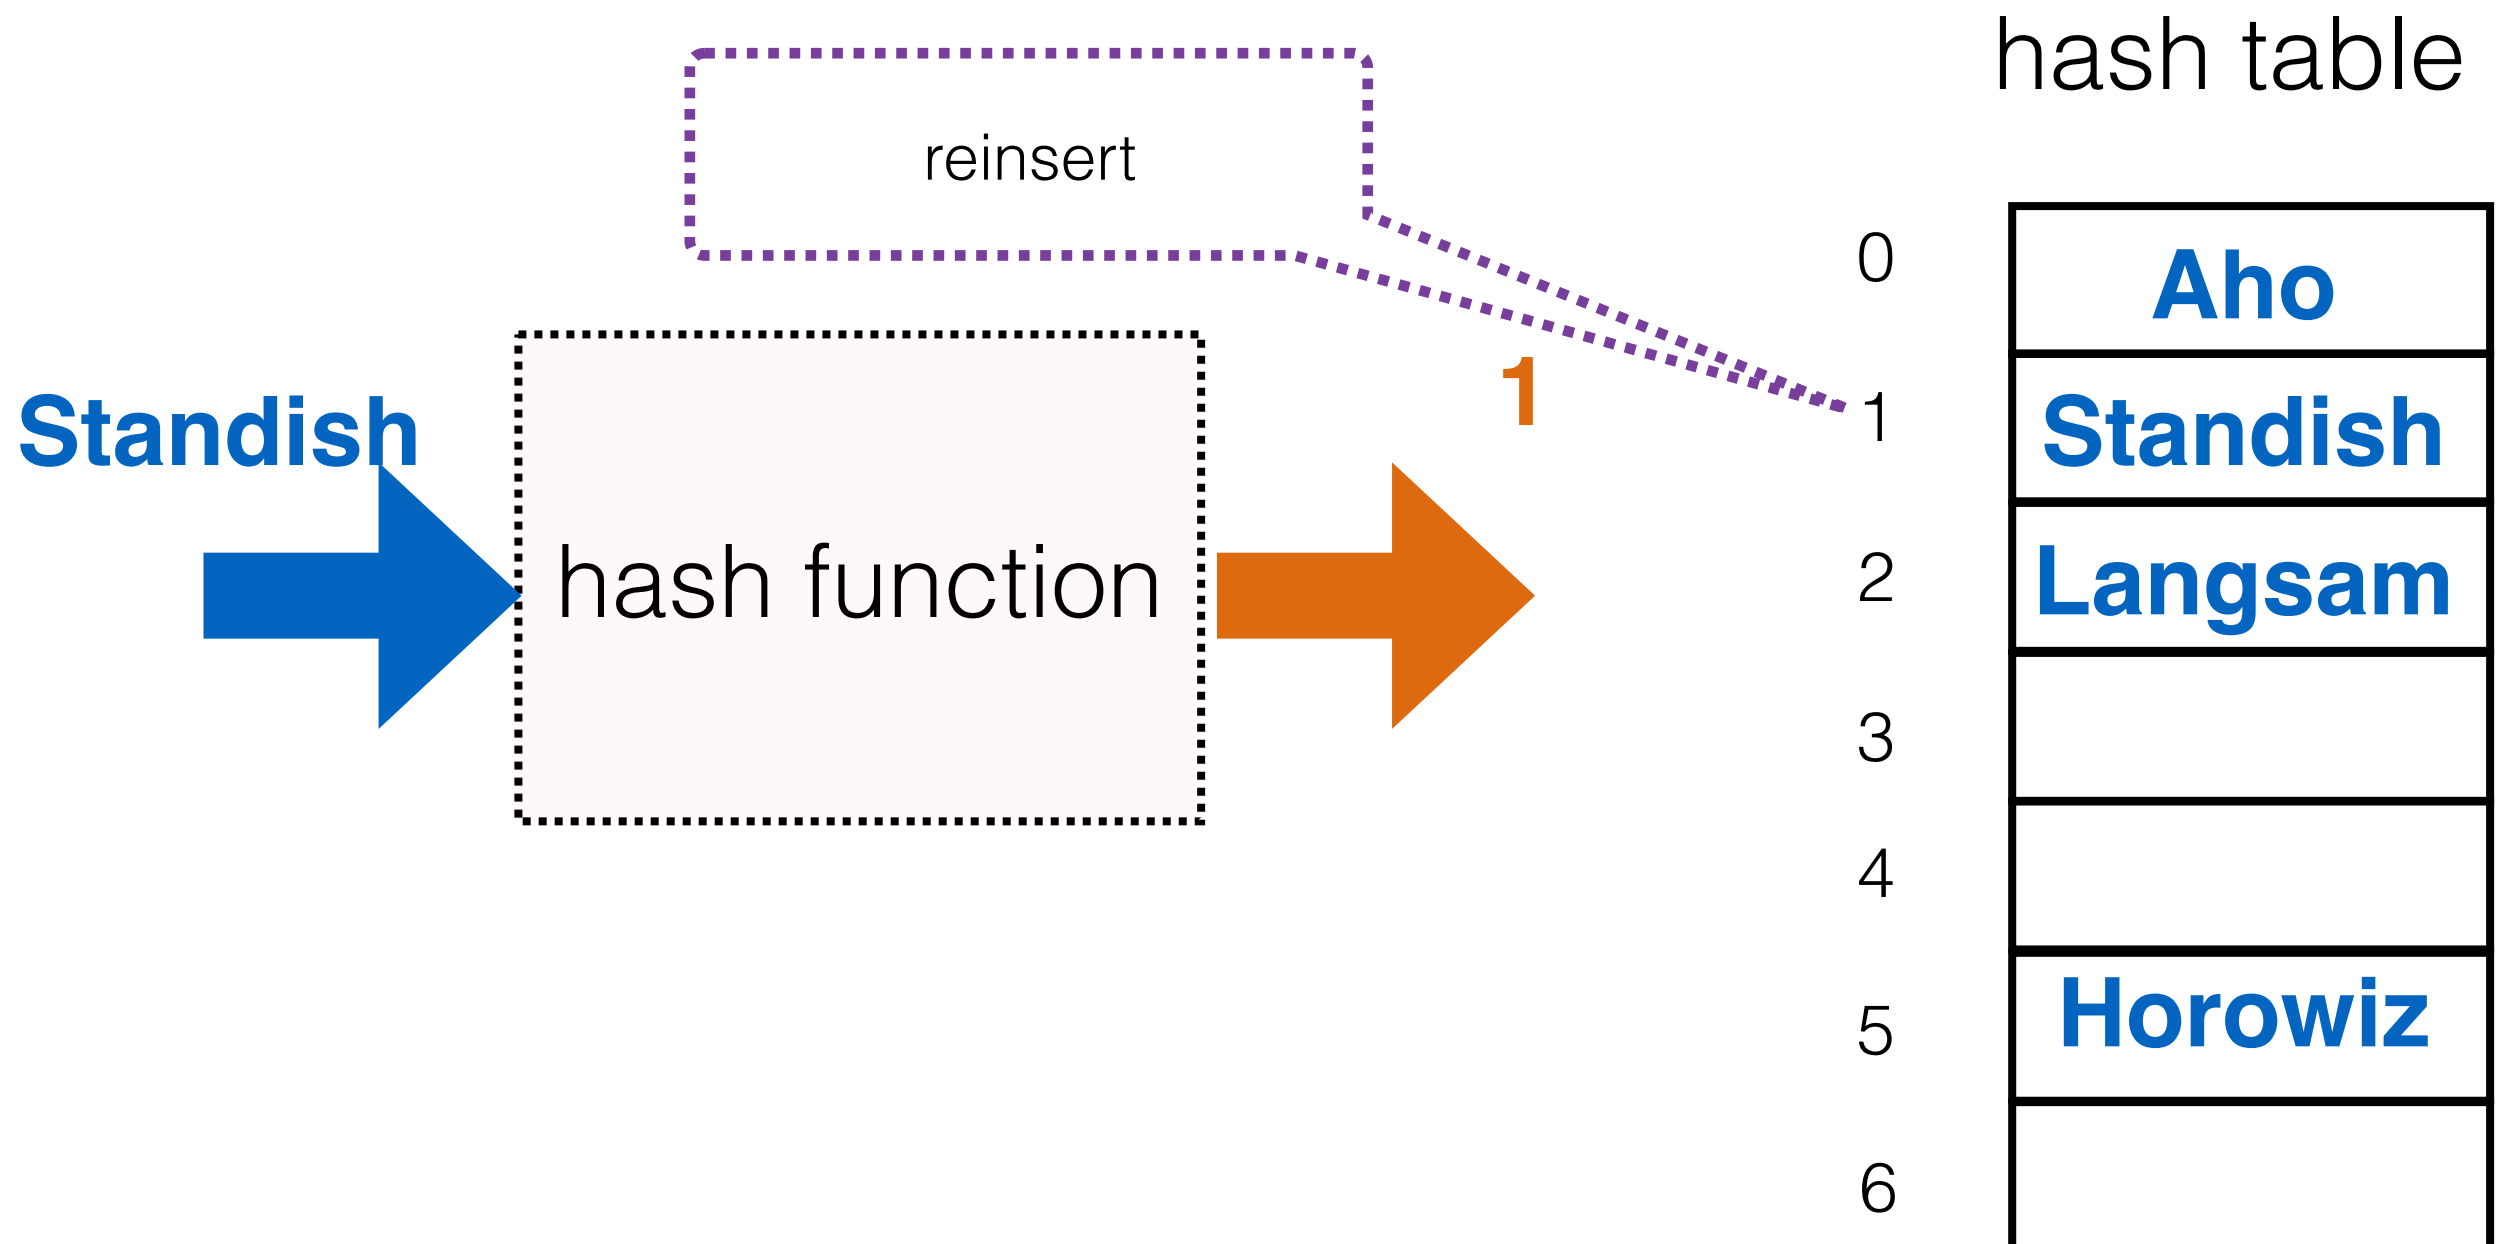 hash table
reinsert
0
Aho
Standish
1
1
Standish
hash function
2
Langsam
3
4
5
Horowiz
6